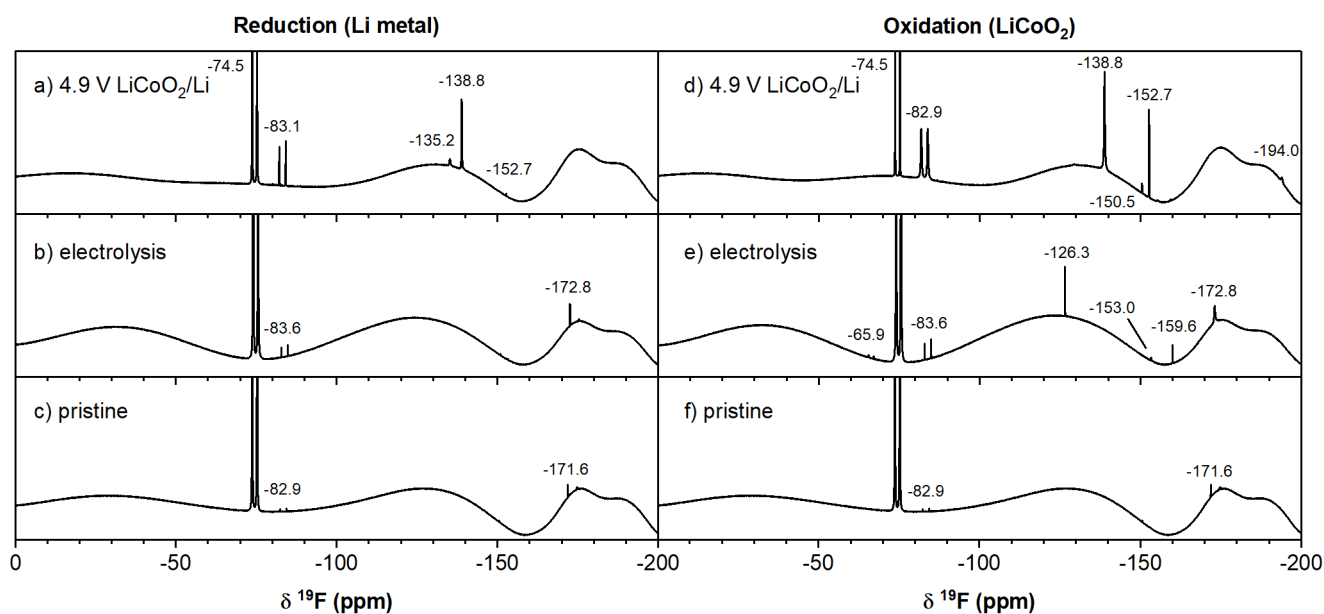 Reduction (Li metal)
Oxidation (LiCoO₂)
a) 4.9 V LiCoO₂/Li
-74.5
-83.1
-135.2
-138.8
-152.7
d) 4.9 V LiCoO₂/Li
-74.5
-82.9
-138.8
-152.7
-150.5
-194.0
b) electrolysis
-83.6
-172.8
e) electrolysis
-65.9
-83.6
-126.3
-153.0
-159.6
-172.8
c) pristine
-82.9
-171.6
f) pristine
-82.9
-171.6
0 -50 -100 -150 -200 -50 -100 -150 -200
δ ¹⁹F (ppm)
δ ¹⁹F (ppm)